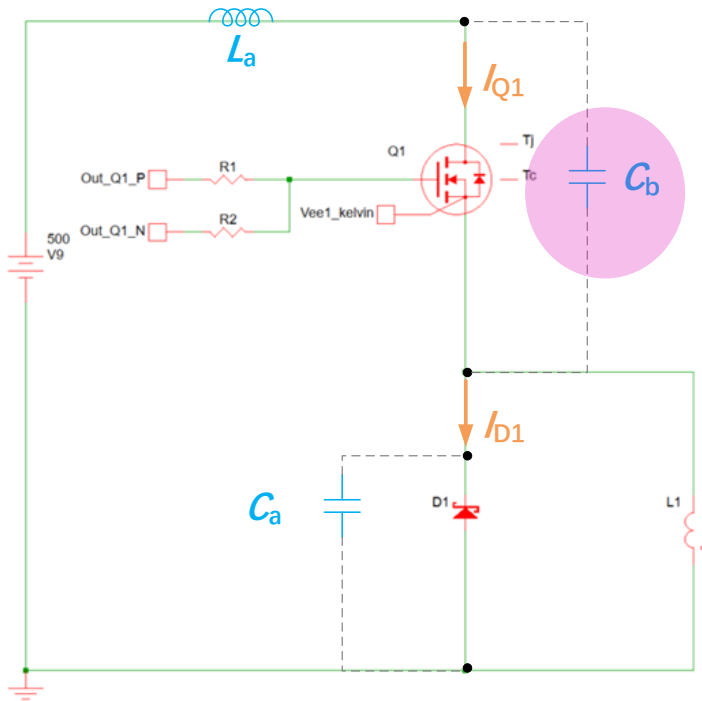 La
IQ1
Q1
Tj
R1
Out_Q1_P
Tc
Cb
R2
Vee1_kelvin
Out_Q1_N
500
V9
ID1
Ca
D1
L1